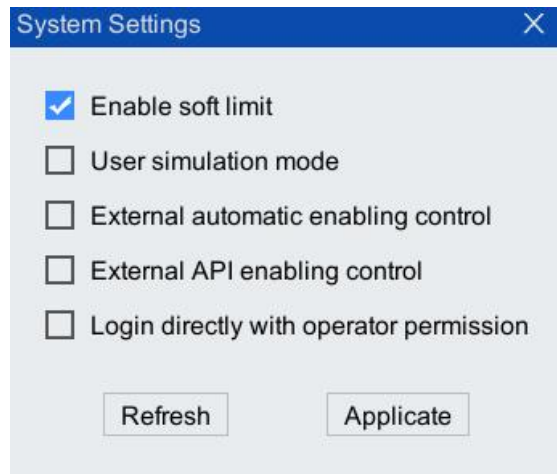 System Settings
Enable soft limit
User simulation mode
External automatic enabling control
External API enabling control
Login directly with operator permission
Refresh Applicate